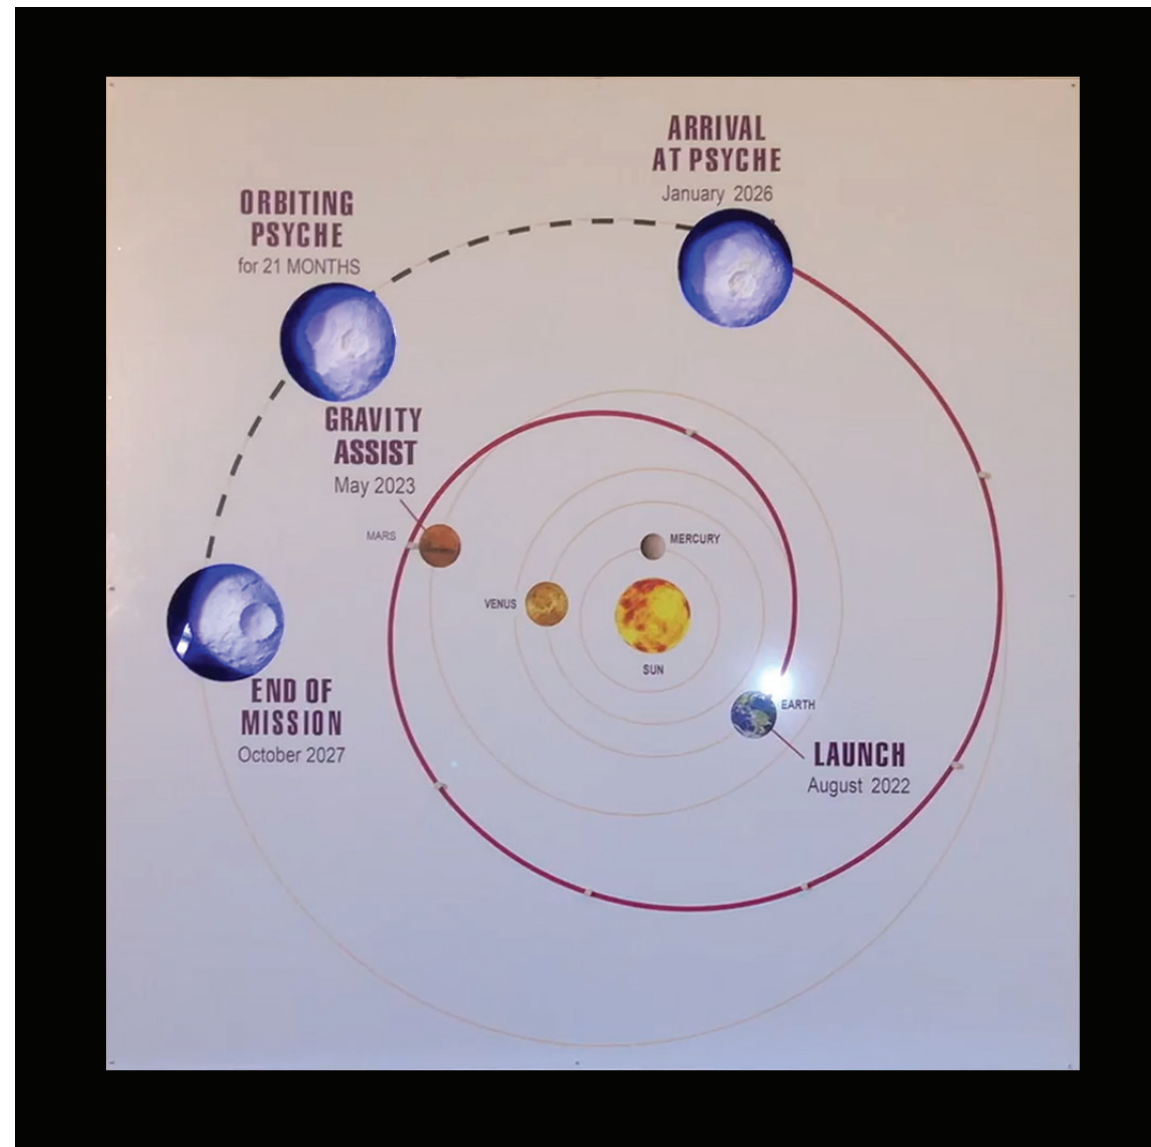 ARRIVAL
AT PSYCHE
January 2026
ORBITING
PSYCHE
for 21 MONTHS
GRAVITY
ASSIST
May 2023
MARS
MERCURY
VENUS
SUN
EARTH
LAUNCH
August 2022
END OF
MISSION
October 2027